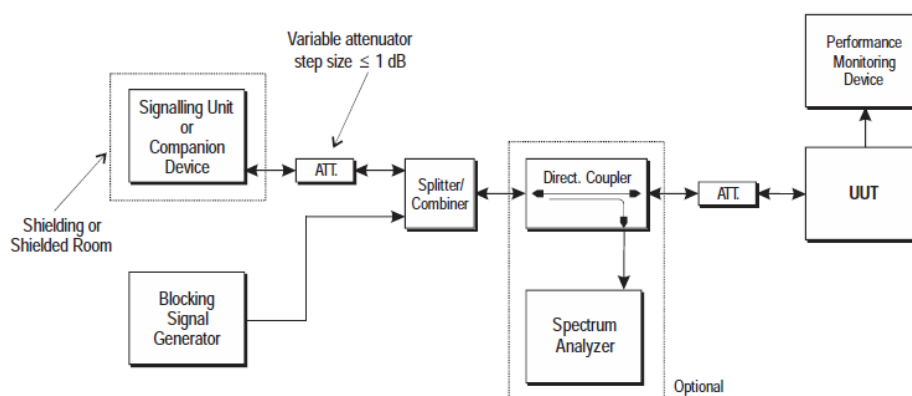 Variable attenuator
step size ≤ 1 dB
Performance
Monitoring
Device
Signalling Unit
or
Companion
Device
ATT.
Splitter/
Combiner
Direct. Coupler
ATT.
UUT
Shielding or
Shielded Room
Blocking
Signal
Generator
Spectrum
Analyzer
Optional